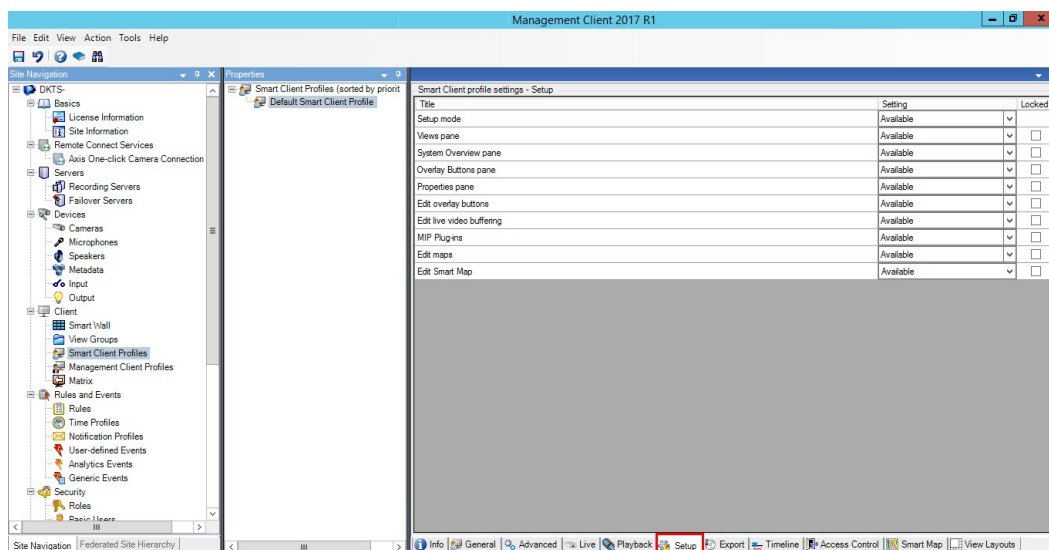 Management Client 2017 R1
File Edit View Action Tools Help
Site Navigation
DKTS-
Basics
License Information
Site Information
Remote Connect Services
Axis One-click Camera Connection
Servers
Recording Servers
Failover Servers
Devices
Cameras
Microphones
Speakers
Metadata
Input
Output
Client
Smart Wall
View Groups
Smart Client Profiles
Management Client Profiles
Matrix
Rules and Events
Rules
Time Profiles
Notification Profiles
User-defined Events
Analytics Events
Generic Events
Security
Roles
Basic Users
Site Navigation Federated Site Hierarchy
Properties
Smart Client Profiles (sorted by priorit
Default Smart Client Profile
Smart Client profile settings - Setup
Title Setting Locked
Setup mode Available
Views pane Available
System Overview pane Available
Overlay Buttons pane Available
Properties pane Available
Edit overlay buttons Available
Edit live video buffering Available
MIP Plug-ins Available
Edit maps Available
Edit Smart Map Available
Info General Advanced Live Playback Setup Export Timeline Access Control Smart Map View Layouts